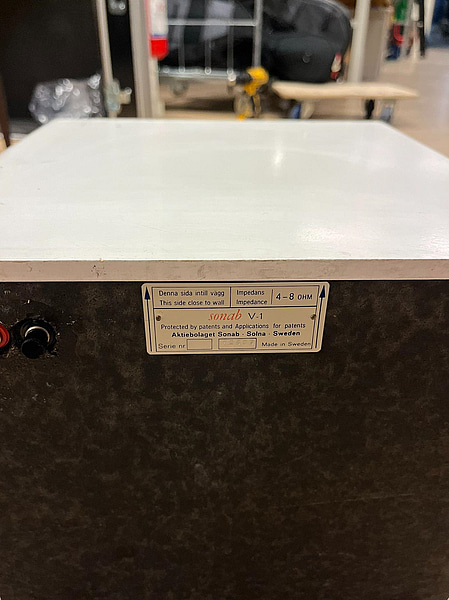 Denna sida intill vägg
This side close to wall
Impedans
Impedance
4-8 OHM
sonab V-1
Protected by patents and Applications for patents
Aktiebolaget Sonab · Solna · Sweden
Serie nr
Made in Sweden